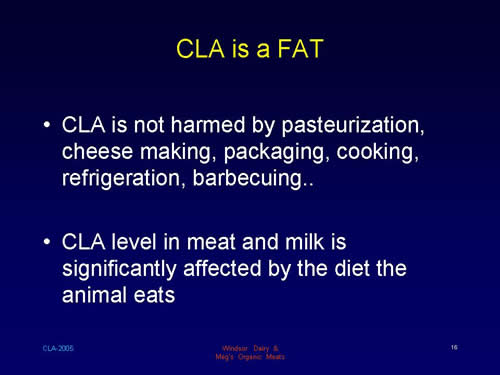 CLA is a FAT
• CLA is not harmed by pasteurization,
cheese making, packaging, cooking,
refrigeration, barbecuing..
• CLA level in meat and milk is
significantly affected by the diet the
animal eats
CLA-2005
Windsor Dairy &
Meg's Organic Meats
16